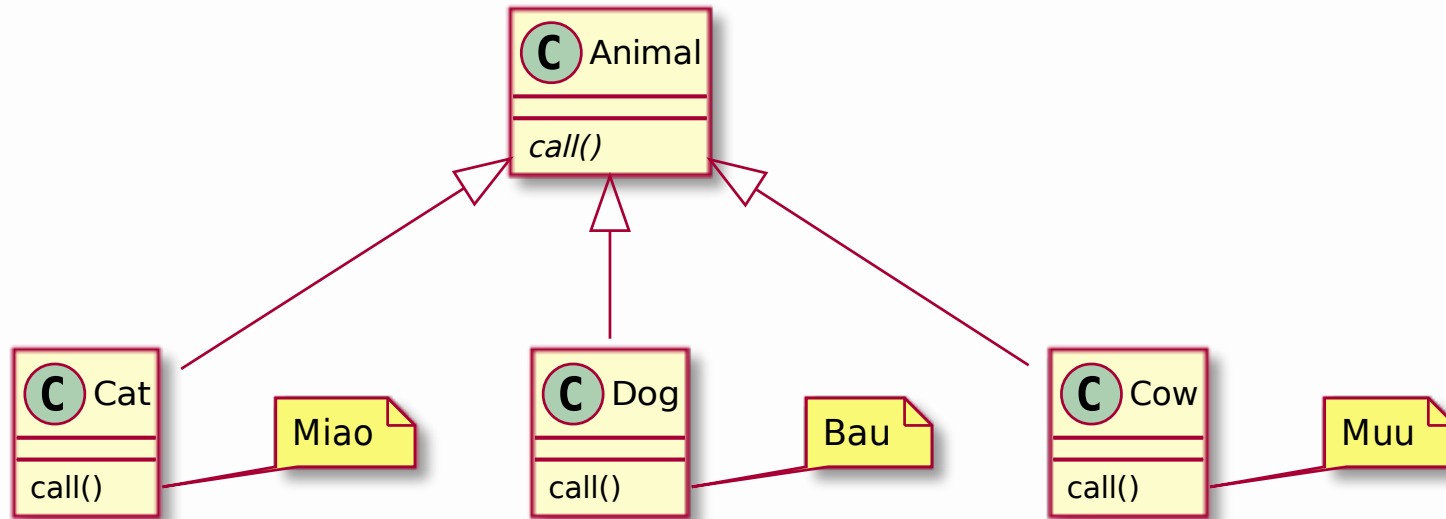 C Animal
call()
C Cat
call()
Miao
C Dog
call()
Bau
C Cow
call()
Muu